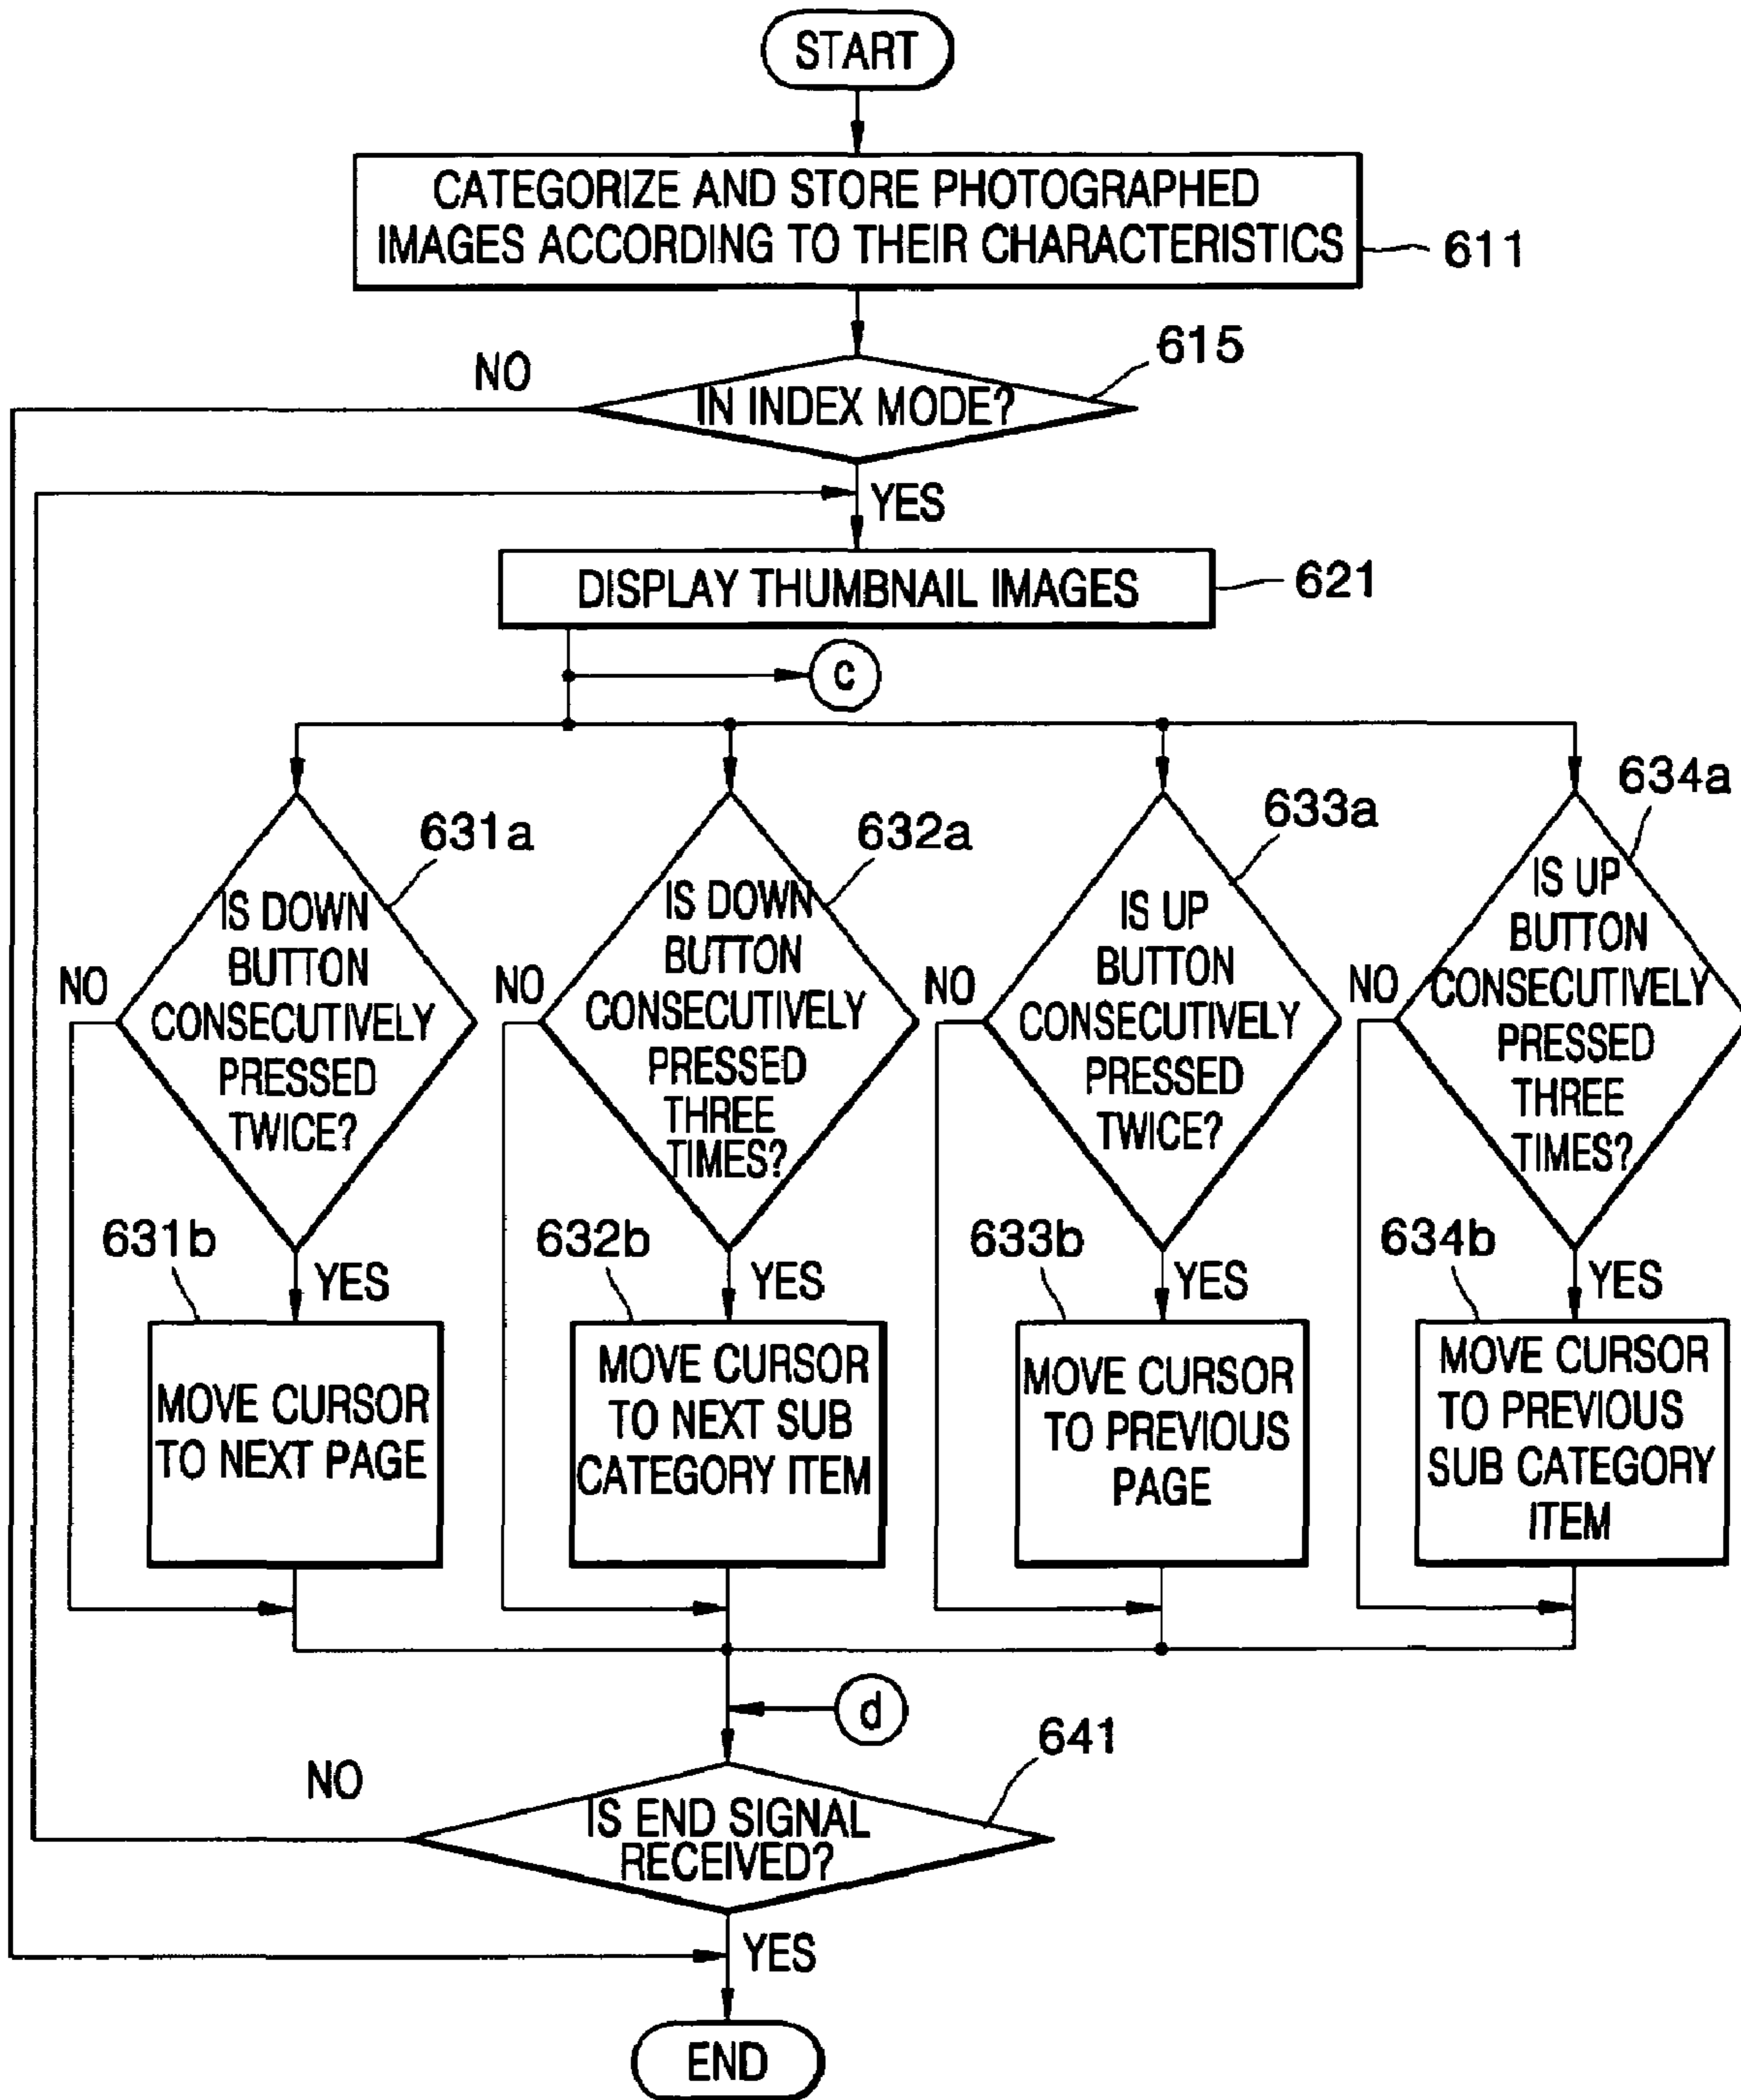 START
CATEGORIZE AND STORE PHOTOGRAPHED
IMAGES ACCORDING TO THEIR CHARACTERISTICS
611
615
NO
IN INDEX MODE?
YES
DISPLAY THUMBNAIL IMAGES
621
c
631a
IS DOWN
BUTTON
CONSECUTIVELY
PRESSED
TWICE?
NO
632a
IS DOWN
BUTTON
CONSECUTIVELY
PRESSED
THREE
TIMES?
NO
633a
IS UP
BUTTON
CONSECUTIVELY
PRESSED
TWICE?
NO
634a
IS UP
BUTTON
CONSECUTIVELY
PRESSED
THREE
TIMES?
NO
631b
YES
MOVE CURSOR
TO NEXT PAGE
632b
YES
MOVE CURSOR
TO NEXT SUB
CATEGORY ITEM
633b
YES
MOVE CURSOR
TO PREVIOUS
PAGE
634b
YES
MOVE CURSOR
TO PREVIOUS
SUB CATEGORY
ITEM
d
641
NO
IS END SIGNAL
RECEIVED?
YES
END